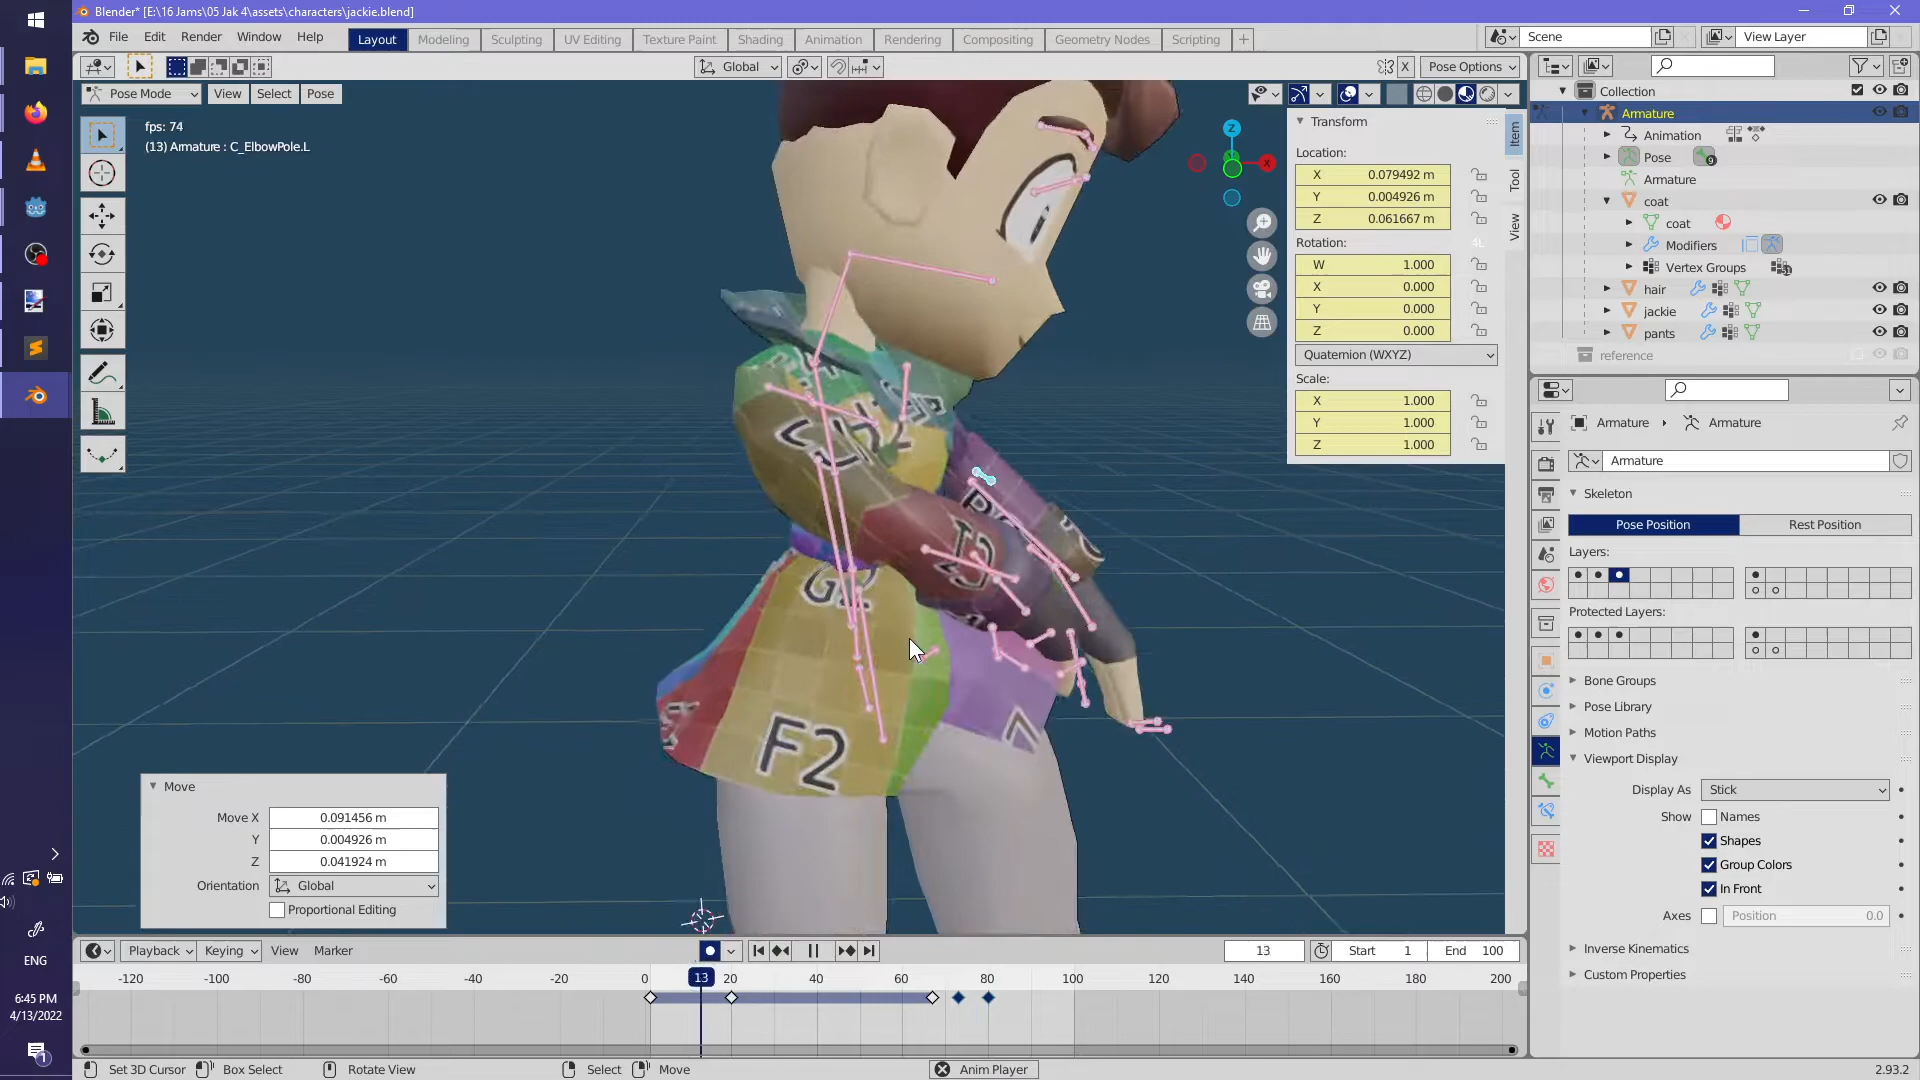 Blender* [E:\16 Jams\05 Jak 4\assets\characters\jackie.blend]
File Edit Render Window Help Layout Modeling Sculpting UV Editing Texture Paint Shading Animation Rendering Compositing Geometry Nodes Scripting + Scene View Layer
Global X Pose Options
Pose Mode View Select Pose
fps: 74
(13) Armature : C_ElbowPole.L
Z
X
Transform
Location:
X 0.079492 m
Y 0.004926 m
Z 0.061667 m
Rotation:
4L
W 1.000
X 0.000
Y 0.000
Z 0.000
Quaternion (WXYZ)
Scale:
X 1.000
Y 1.000
Z 1.000
Item
Tool
View
Collection
Armature
Animation
Pose
9
Armature
coat
coat
Modifiers
Vertex Groups
hair
jackie
pants
reference
Armature Armature
Armature
Skeleton
Pose Position Rest Position
Layers:
Protected Layers:
Bone Groups
Pose Library
Motion Paths
Viewport Display
Display As Stick
Show Names
Shapes
Group Colors
In Front
Axes Position 0.0
Inverse Kinematics
Custom Properties
G2
F2
7
Move
Move X 0.091456 m
Y 0.004926 m
Z 0.041924 m
Orientation Global
Proportional Editing
Playback Keying View Marker 13 Start 1 End 100
-120 -100 -80 -60 -40 -20 0 13 20 40 60 80 100 120 140 160 180 200
Set 3D Cursor Box Select Rotate View Select Move Anim Player 2.93.2
ENG
6:45 PM
4/13/2022
1